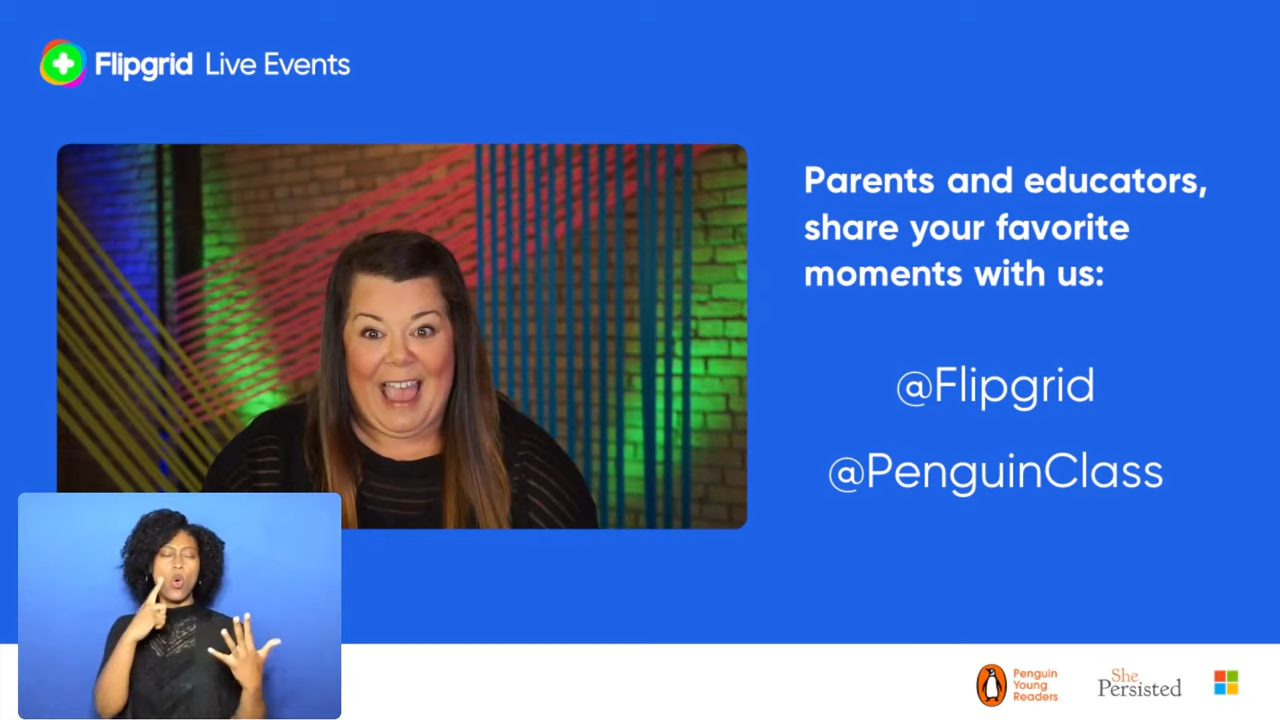 Flipgrid Live Events
Parents and educators,
share your favorite
moments with us:
@Flipgrid
@PenguinClass
Penguin
Young
Readers
She
Persisted